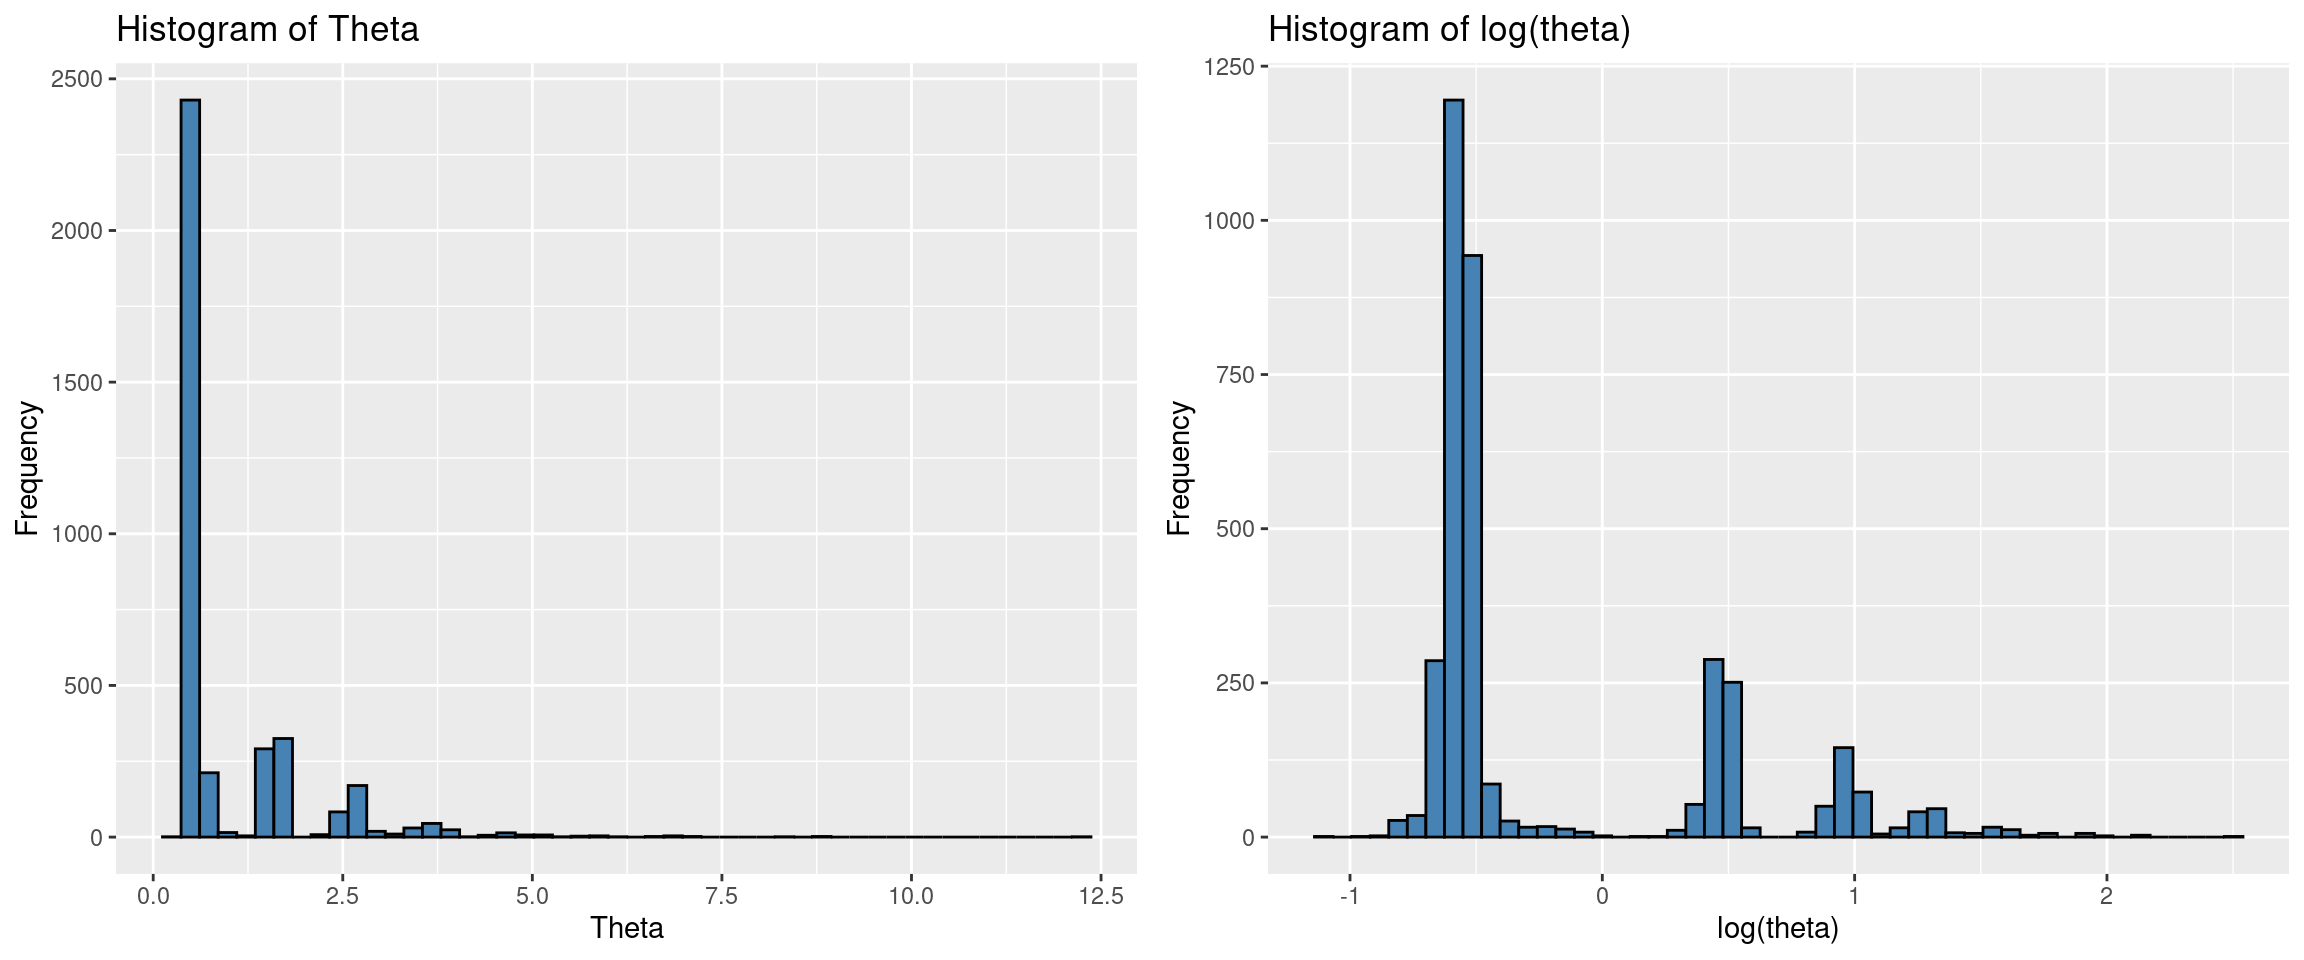 Histogram of Theta
Frequency
2500
2000
1500
1000
500
0
0.0 2.5 5.0 7.5 10.0 12.5
Theta
Histogram of log(theta)
Frequency
1250
1000
750
500
250
0
-1 0 1 2
log(theta)